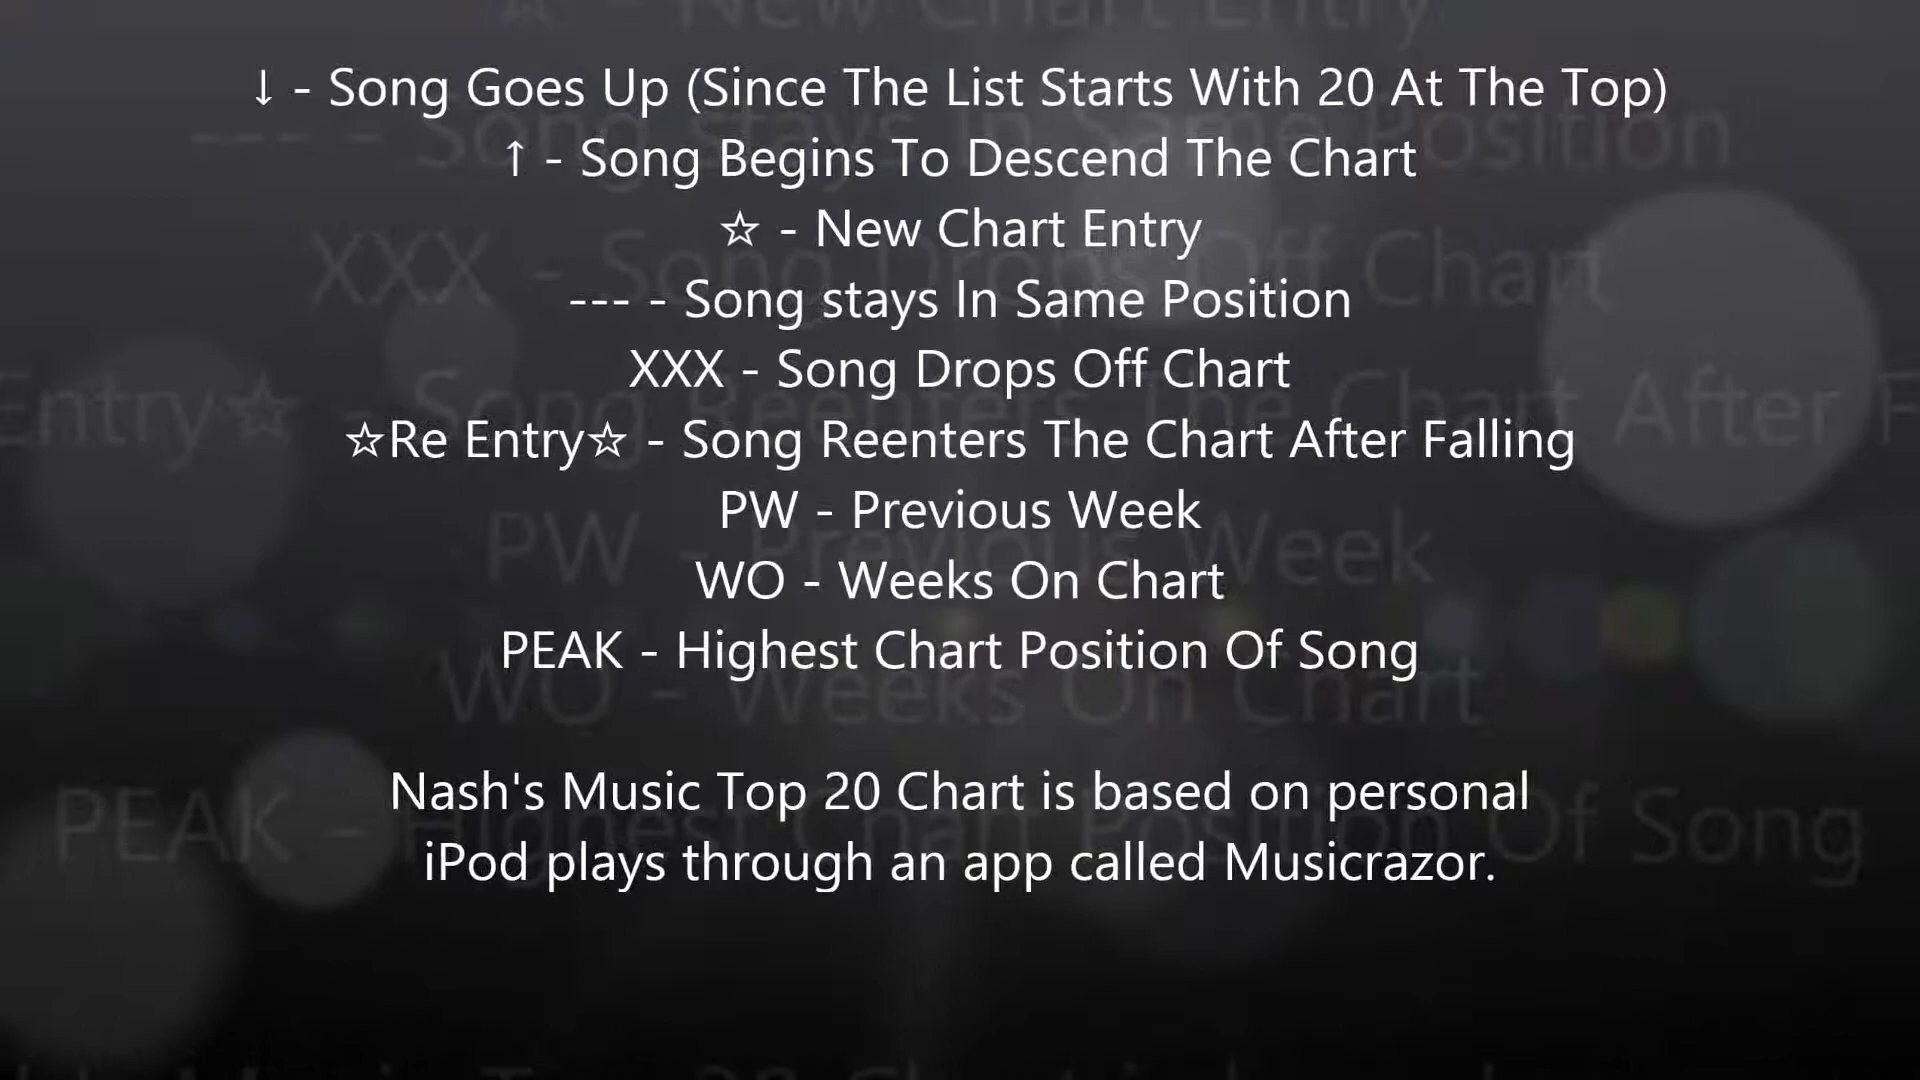 ↓ - Song Goes Up (Since The List Starts With 20 At The Top)
↑ - Song Begins To Descend The Chart
☆ - New Chart Entry
--- - Song stays In Same Position
XXX - Song Drops Off Chart
☆Re Entry☆ - Song Reenters The Chart After Falling
PW - Previous Week
WO - Weeks On Chart
PEAK - Highest Chart Position Of Song
Nash's Music Top 20 Chart is based on personal
iPod plays through an app called Musicrazor.